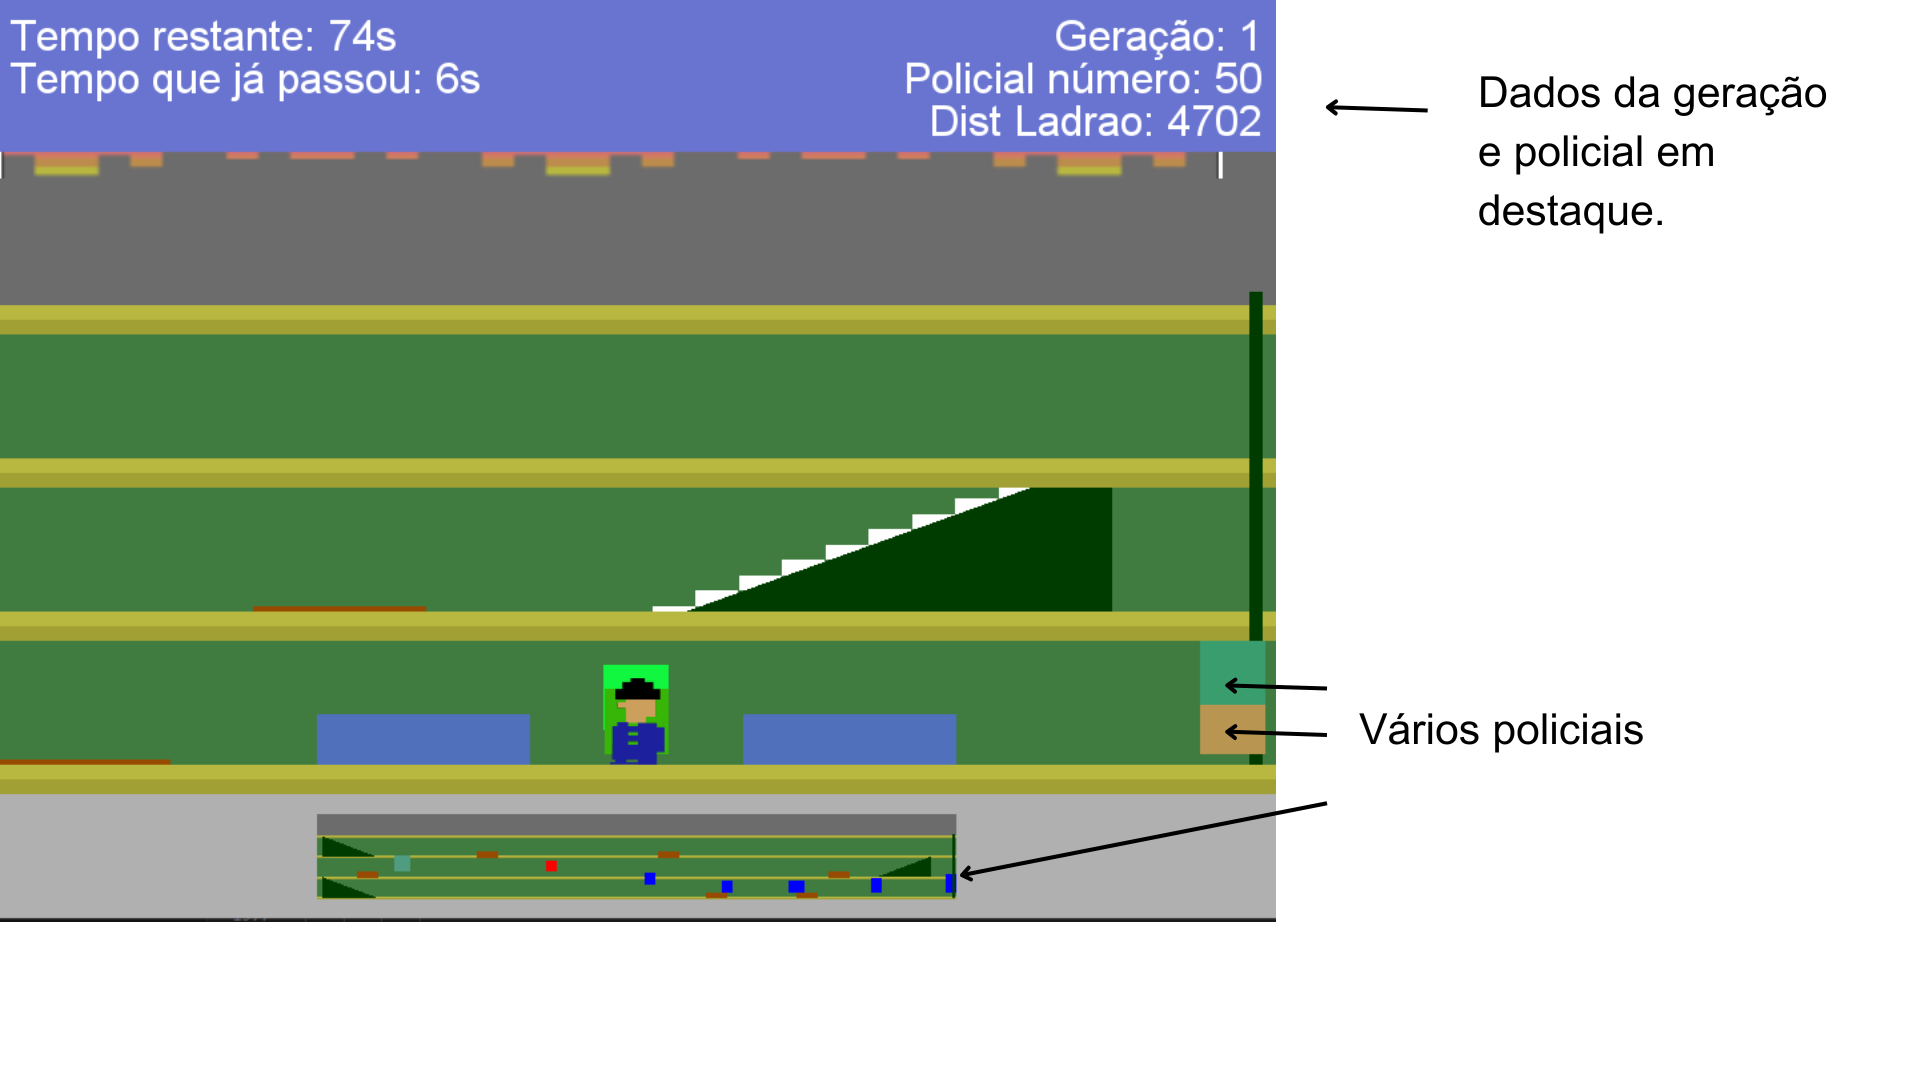 Tempo restante: 74s
Tempo que já passou: 6s
Geração: 1
Policial número: 50
Dist Ladrao: 4702
Dados da geração
e policial em
destaque.
Vários policiais